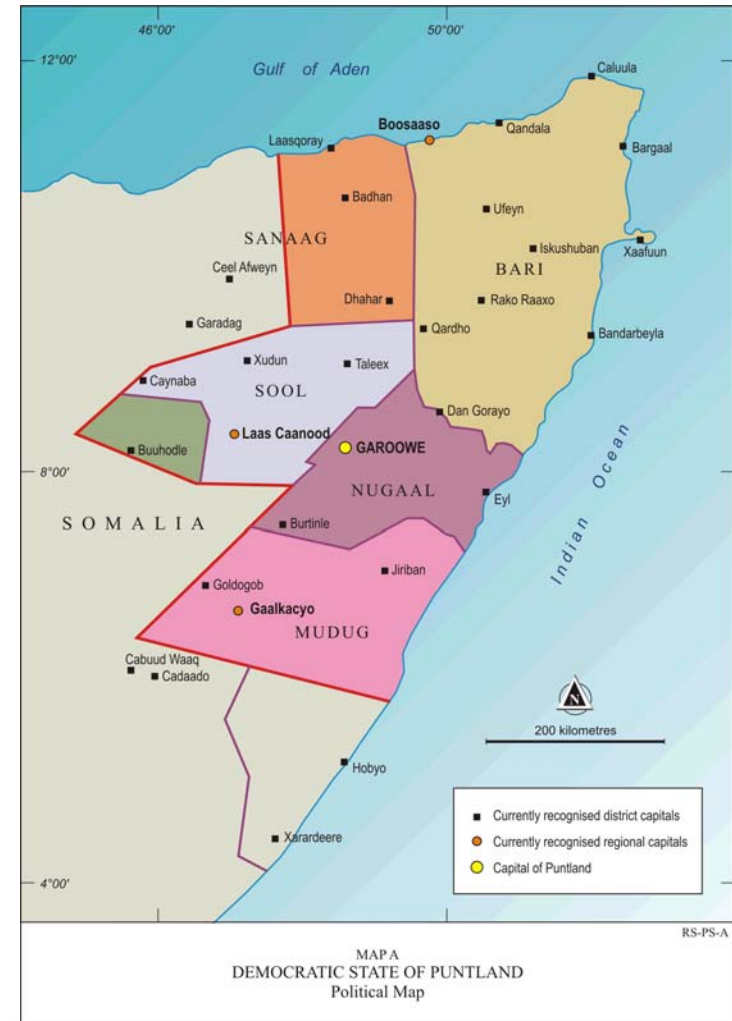 46°00'
50°00'
12°00'
Caluula
Gulf of Aden
Boosaaso
Qandala
Laasqoray
Bargaal
Badhan
Ufeyn
SANAAG
Xaafuun
Iskushuban
BARI
Ceel Afweyn
Dhahar
Rako Raaxo
Garadag
Qardho
Bandarbeyla
Xudun
Taleex
Caynaba
SOOL
Dan Gorayo
Laas Caanood
GAROOWE
Buuhodle
8°00'
NUGAAL
Eyl
Indian Ocean
SOMALIA
Burtinle
Jiriban
Goldogob
Gaalkacyo
MUDUG
Cabuud Waaq
Cadaado
N
200 kilometres
Hobyo
Currently recognised district capitals
Xarardeere
Currently recognised regional capitals
Capital of Puntland
4°00'
RS-PS-A
MAP A
DEMOCRATIC STATE OF PUNTLAND
Political Map